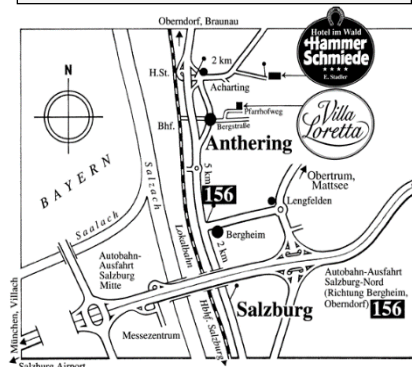 Oberndorf, Braunau
Hotel im Wald
Hammer
Schmiede
E. Stadler
2 km
H.St.
Acharting
N
Pfarrhofweg
Bhf.
Bergstraße
Villa
Loretta
Anthering
BAYERN
Salzach
5 km
Obertrum,
Mattsee
156
Lengfelden
Saalach
Lokalbahn
Bergheim
2 km
Autobahn-
Ausfahrt
Salzburg
Mitte
Autobahn-Ausfahrt
Salzburg-Nord
(Richtung Bergheim,
Oberndorf)
156
Salzburg
Hbhf. Salzburg
Messezentrum
München, Villach
Salzburg Airport